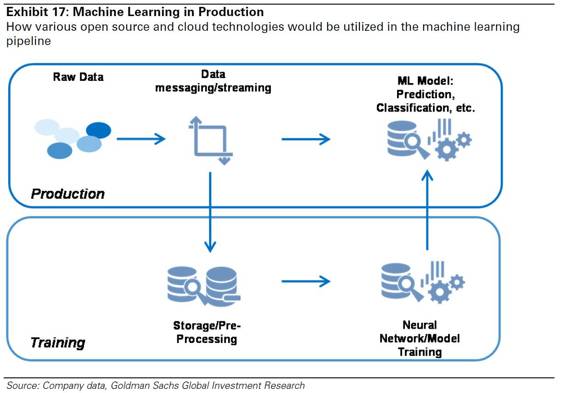 Exhibit 17: Machine Learning in Production
How various open source and cloud technologies would be utilized in the machine learning
pipeline
Raw Data
Data
messaging/streaming
ML Model:
Prediction,
Classification, etc.
Production
Storage/Pre-
Processing
Neural
Network/Model
Training
Training
Source: Company data, Goldman Sachs Global Investment Research